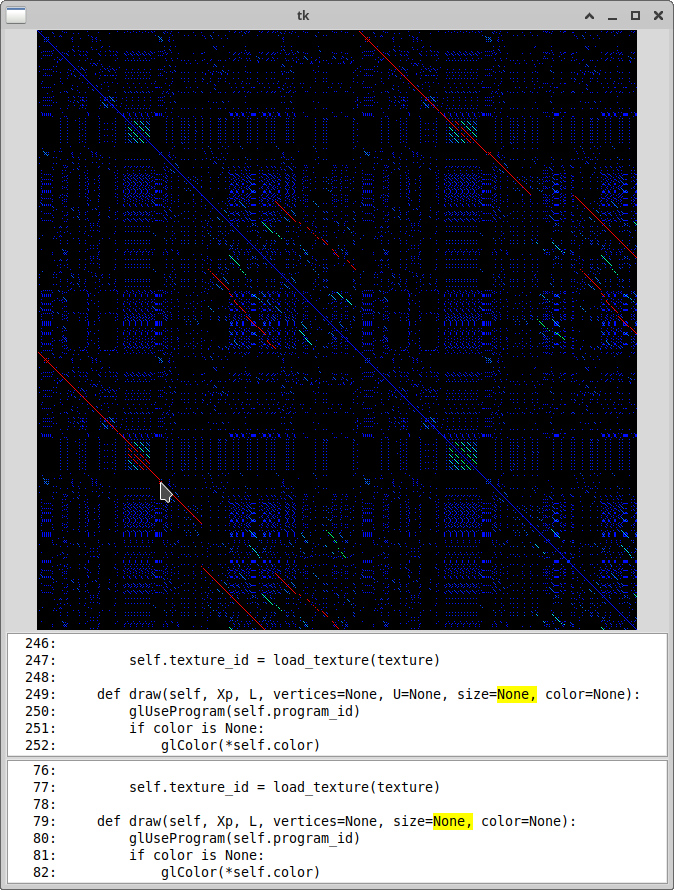 tk
246:
247:         self.texture_id = load_texture(texture)
248:
249:     def draw(self, Xp, L, vertices=None, U=None, size=None, color=None):
250:         glUseProgram(self.program_id)
251:         if color is None:
252:             glColor(*self.color)
76:
77:         self.texture_id = load_texture(texture)
78:
79:     def draw(self, Xp, L, vertices=None, size=None, color=None):
80:         glUseProgram(self.program_id)
81:         if color is None:
82:             glColor(*self.color)